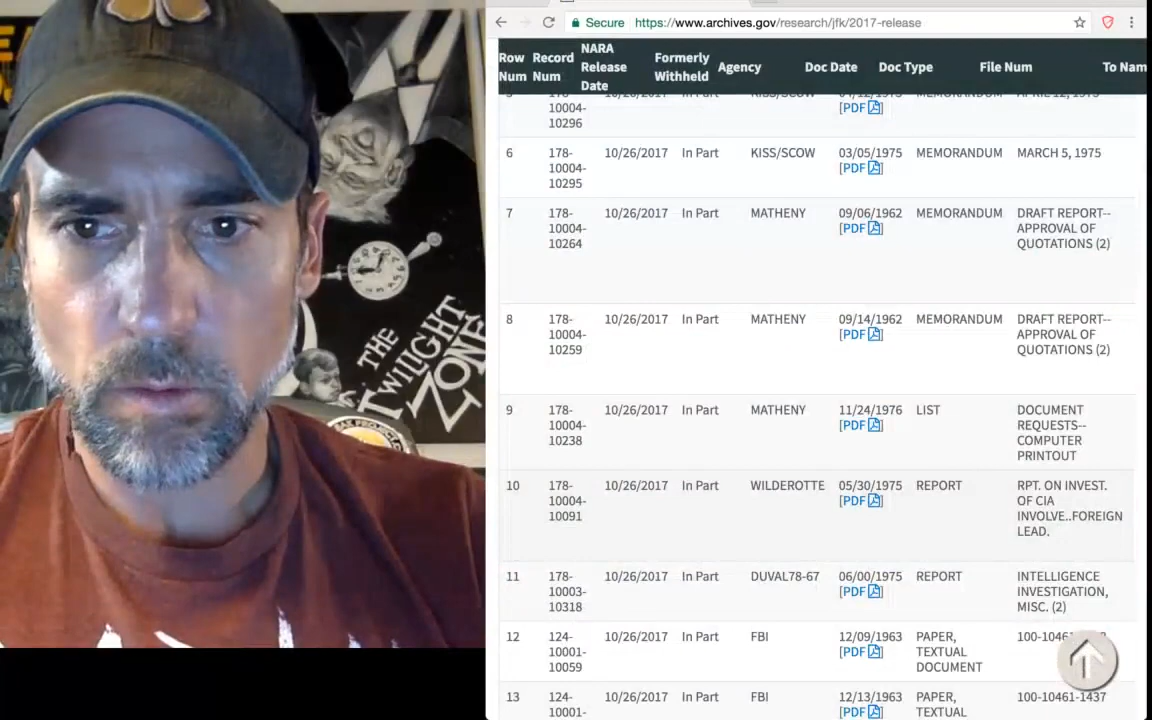 Secure https://www.archives.gov/research/jfk/2017-release
Row Num Record Num NARA Release Date Formerly Withheld Agency Doc Date Doc Type File Num To Nam
10004-10296 [PDF]
6 178-10004-10295 10/26/2017 In Part KISS/SCOW 03/05/1975 [PDF] MEMORANDUM MARCH 5, 1975
7 178-10004-10264 10/26/2017 In Part MATHENY 09/06/1962 [PDF] MEMORANDUM DRAFT REPORT--APPROVAL OF QUOTATIONS (2)
8 178-10004-10259 10/26/2017 In Part MATHENY 09/14/1962 [PDF] MEMORANDUM DRAFT REPORT--APPROVAL OF QUOTATIONS (2)
9 178-10004-10238 10/26/2017 In Part MATHENY 11/24/1976 [PDF] LIST DOCUMENT REQUESTS--COMPUTER PRINTOUT
10 178-10004-10091 10/26/2017 In Part WILDEROTTE 05/30/1975 [PDF] REPORT RPT. ON INVEST. OF CIA INVOLVE..FOREIGN LEAD.
11 178-10003-10318 10/26/2017 In Part DUVAL78-67 06/00/1975 [PDF] REPORT INTELLIGENCE INVESTIGATION, MISC. (2)
12 124-10001-10059 10/26/2017 In Part FBI 12/09/1963 [PDF] PAPER, TEXTUAL DOCUMENT
13 124-10001- 10/26/2017 In Part FBI 12/13/1963 [PDF] PAPER, TEXTUAL 100-10461-1437
THE
TWILIGHT
ZONE